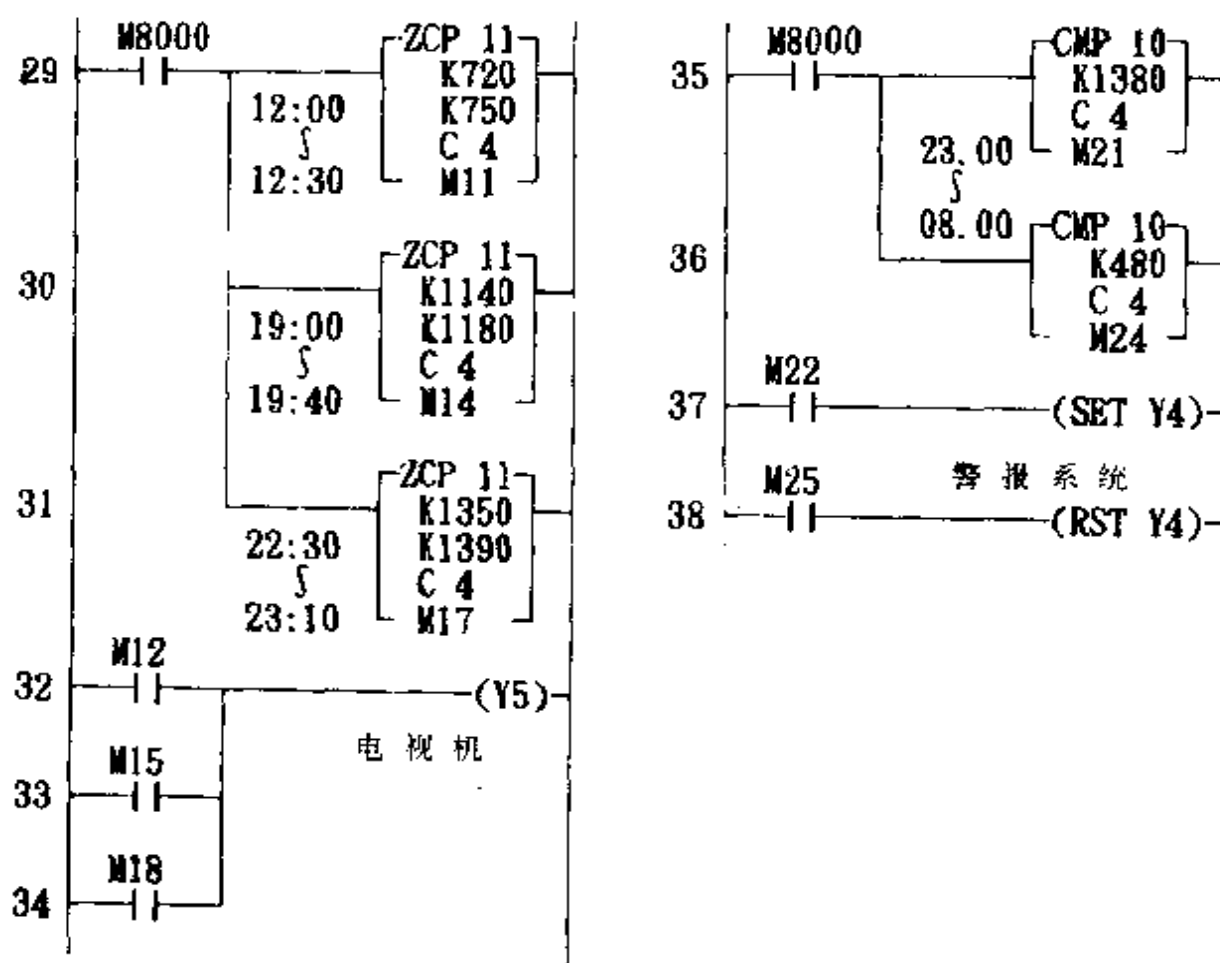 M8000
29
ZCP 11
K720
K750
C 4
M11
12:00
∫
12:30
30
ZCP 11
K1140
K1180
C 4
M14
19:00
∫
19:40
31
ZCP 11
K1350
K1390
C 4
M17
22:30
∫
23:10
M12
32
(Y5)
电视机
M15
33
M18
34
M8000
35
CMP 10
K1380
C 4
M21
23.00
∫
08.00
36
CMP 10
K480
C 4
M24
M22
37
(SET Y4)
警报系统
M25
38
(RST Y4)